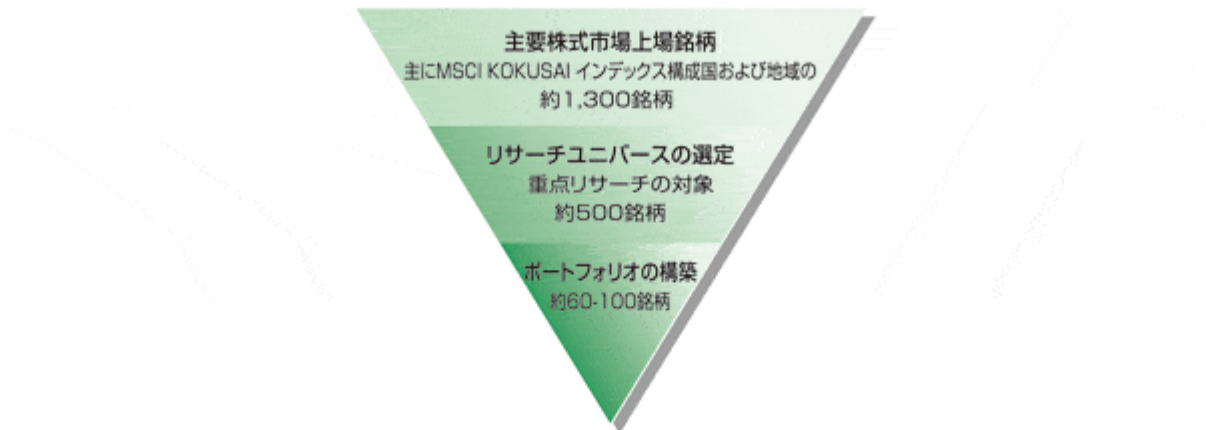 主要株式市場上場銘柄
主にMSCI KOKUSAI インデックス構成国および地域の
約1,300銘柄
リサーチユニバースの選定
重点リサーチの対象
約500銘柄
ポートフォリオの構築
約60-100銘柄